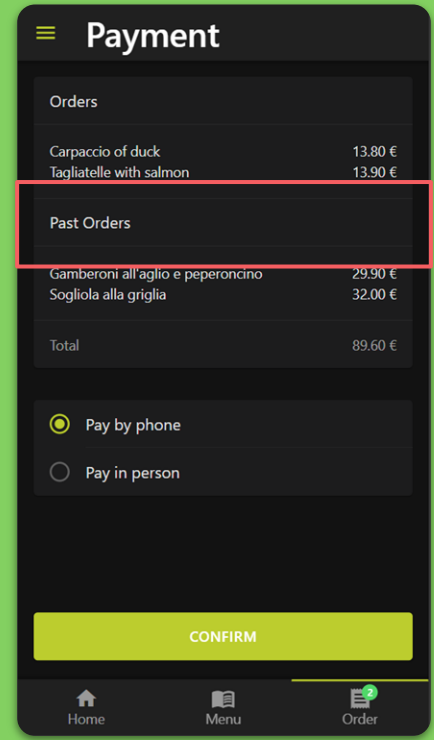 Payment
Orders
Carpaccio of duck 13.80 €
Tagliatelle with salmon 13.90 €
Past Orders
Gamberoni all'aglio e peperoncino 29.90 €
Sogliola alla griglia 32.00 €
Total 89.60 €
Pay by phone
Pay in person
CONFIRM
2
Home Menu Order